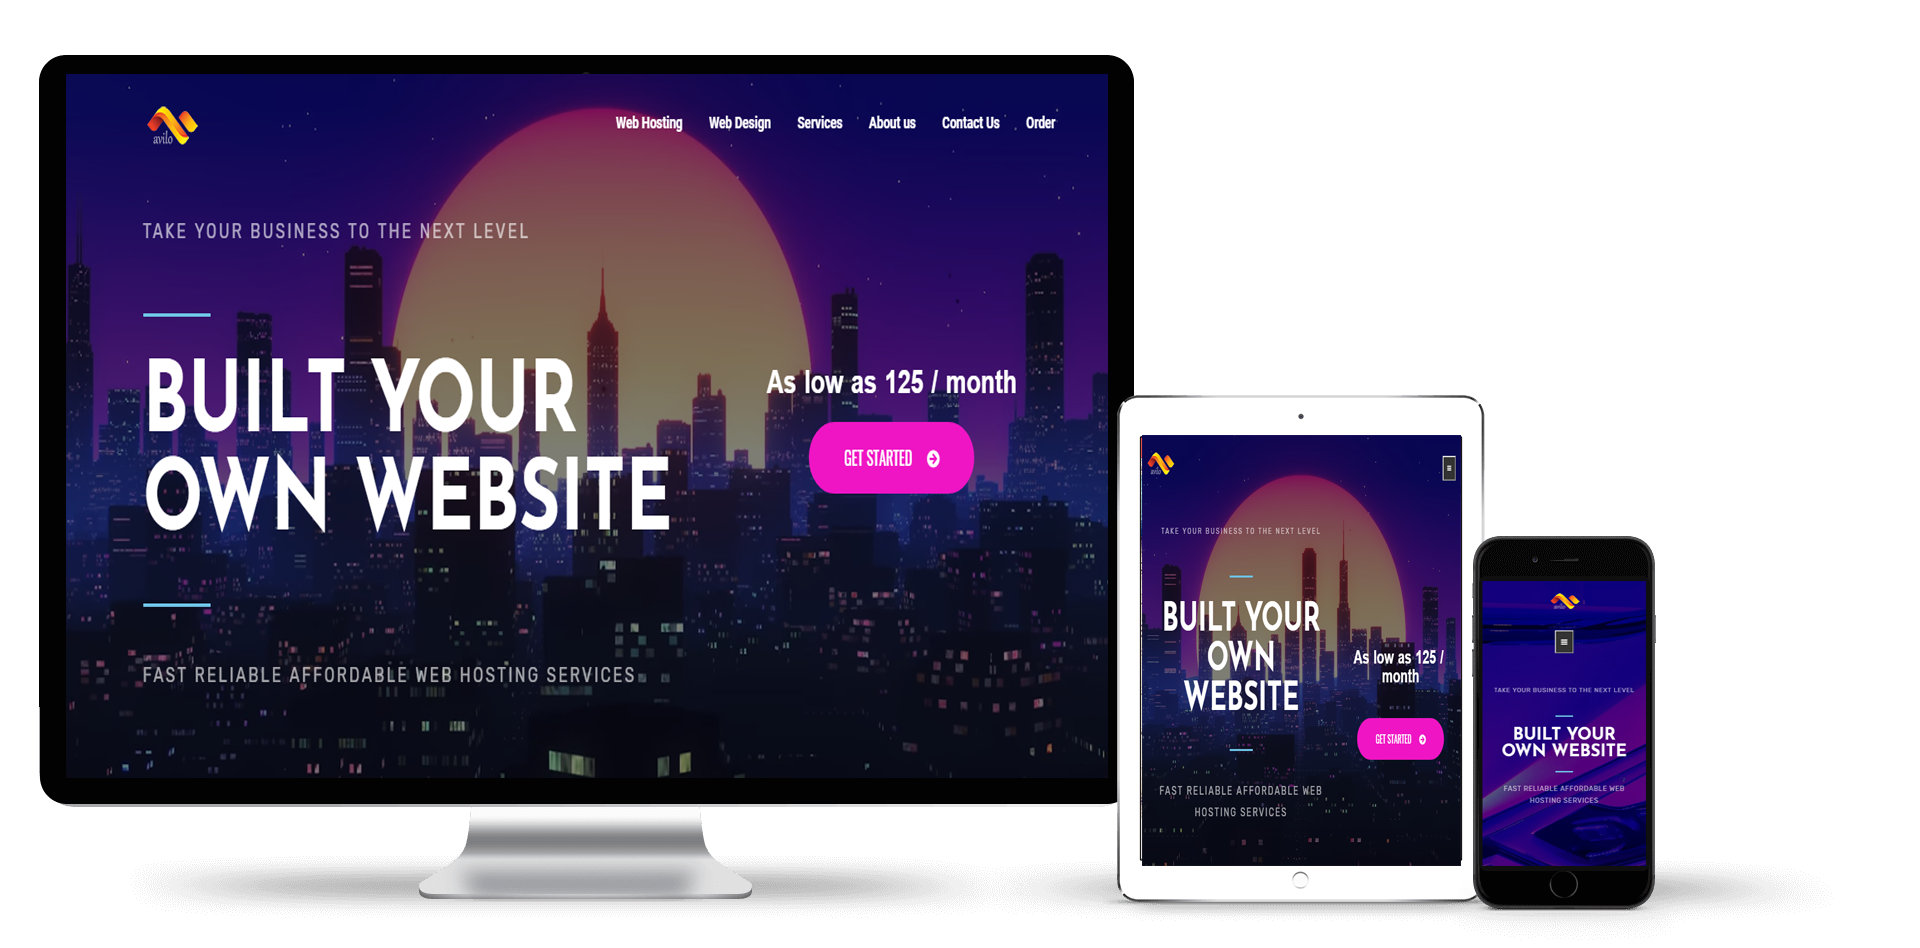 avilo
Web Hosting Web Design Services About us Contact Us Order
TAKE YOUR BUSINESS TO THE NEXT LEVEL
BUILT YOUR
OWN WEBSITE
As low as 125 / month
GET STARTED
FAST RELIABLE AFFORDABLE WEB HOSTING SERVICES
avilo
TAKE YOUR BUSINESS TO THE NEXT LEVEL
BUILT YOUR
OWN
WEBSITE
As low as 125 /
month
GET STARTED
FAST RELIABLE AFFORDABLE WEB
HOSTING SERVICES
avilo
TAKE YOUR BUSINESS TO THE NEXT LEVEL
BUILT YOUR
OWN WEBSITE
FAST RELIABLE AFFORDABLE WEB
HOSTING SERVICES